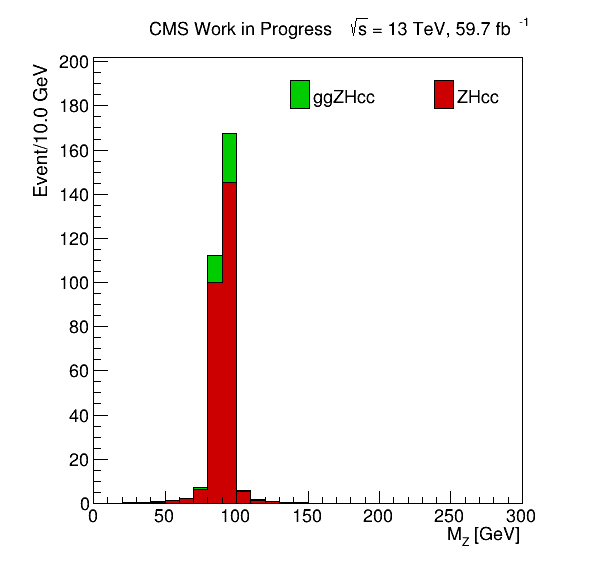 CMS Work in Progress √s = 13 TeV, 59.7 fb⁻¹
Event/10.0 GeV
200
180
160
140
120
100
80
60
40
20
0
ggZHcc ZHcc
0 50 100 150 200 250 300
M_Z [GeV]